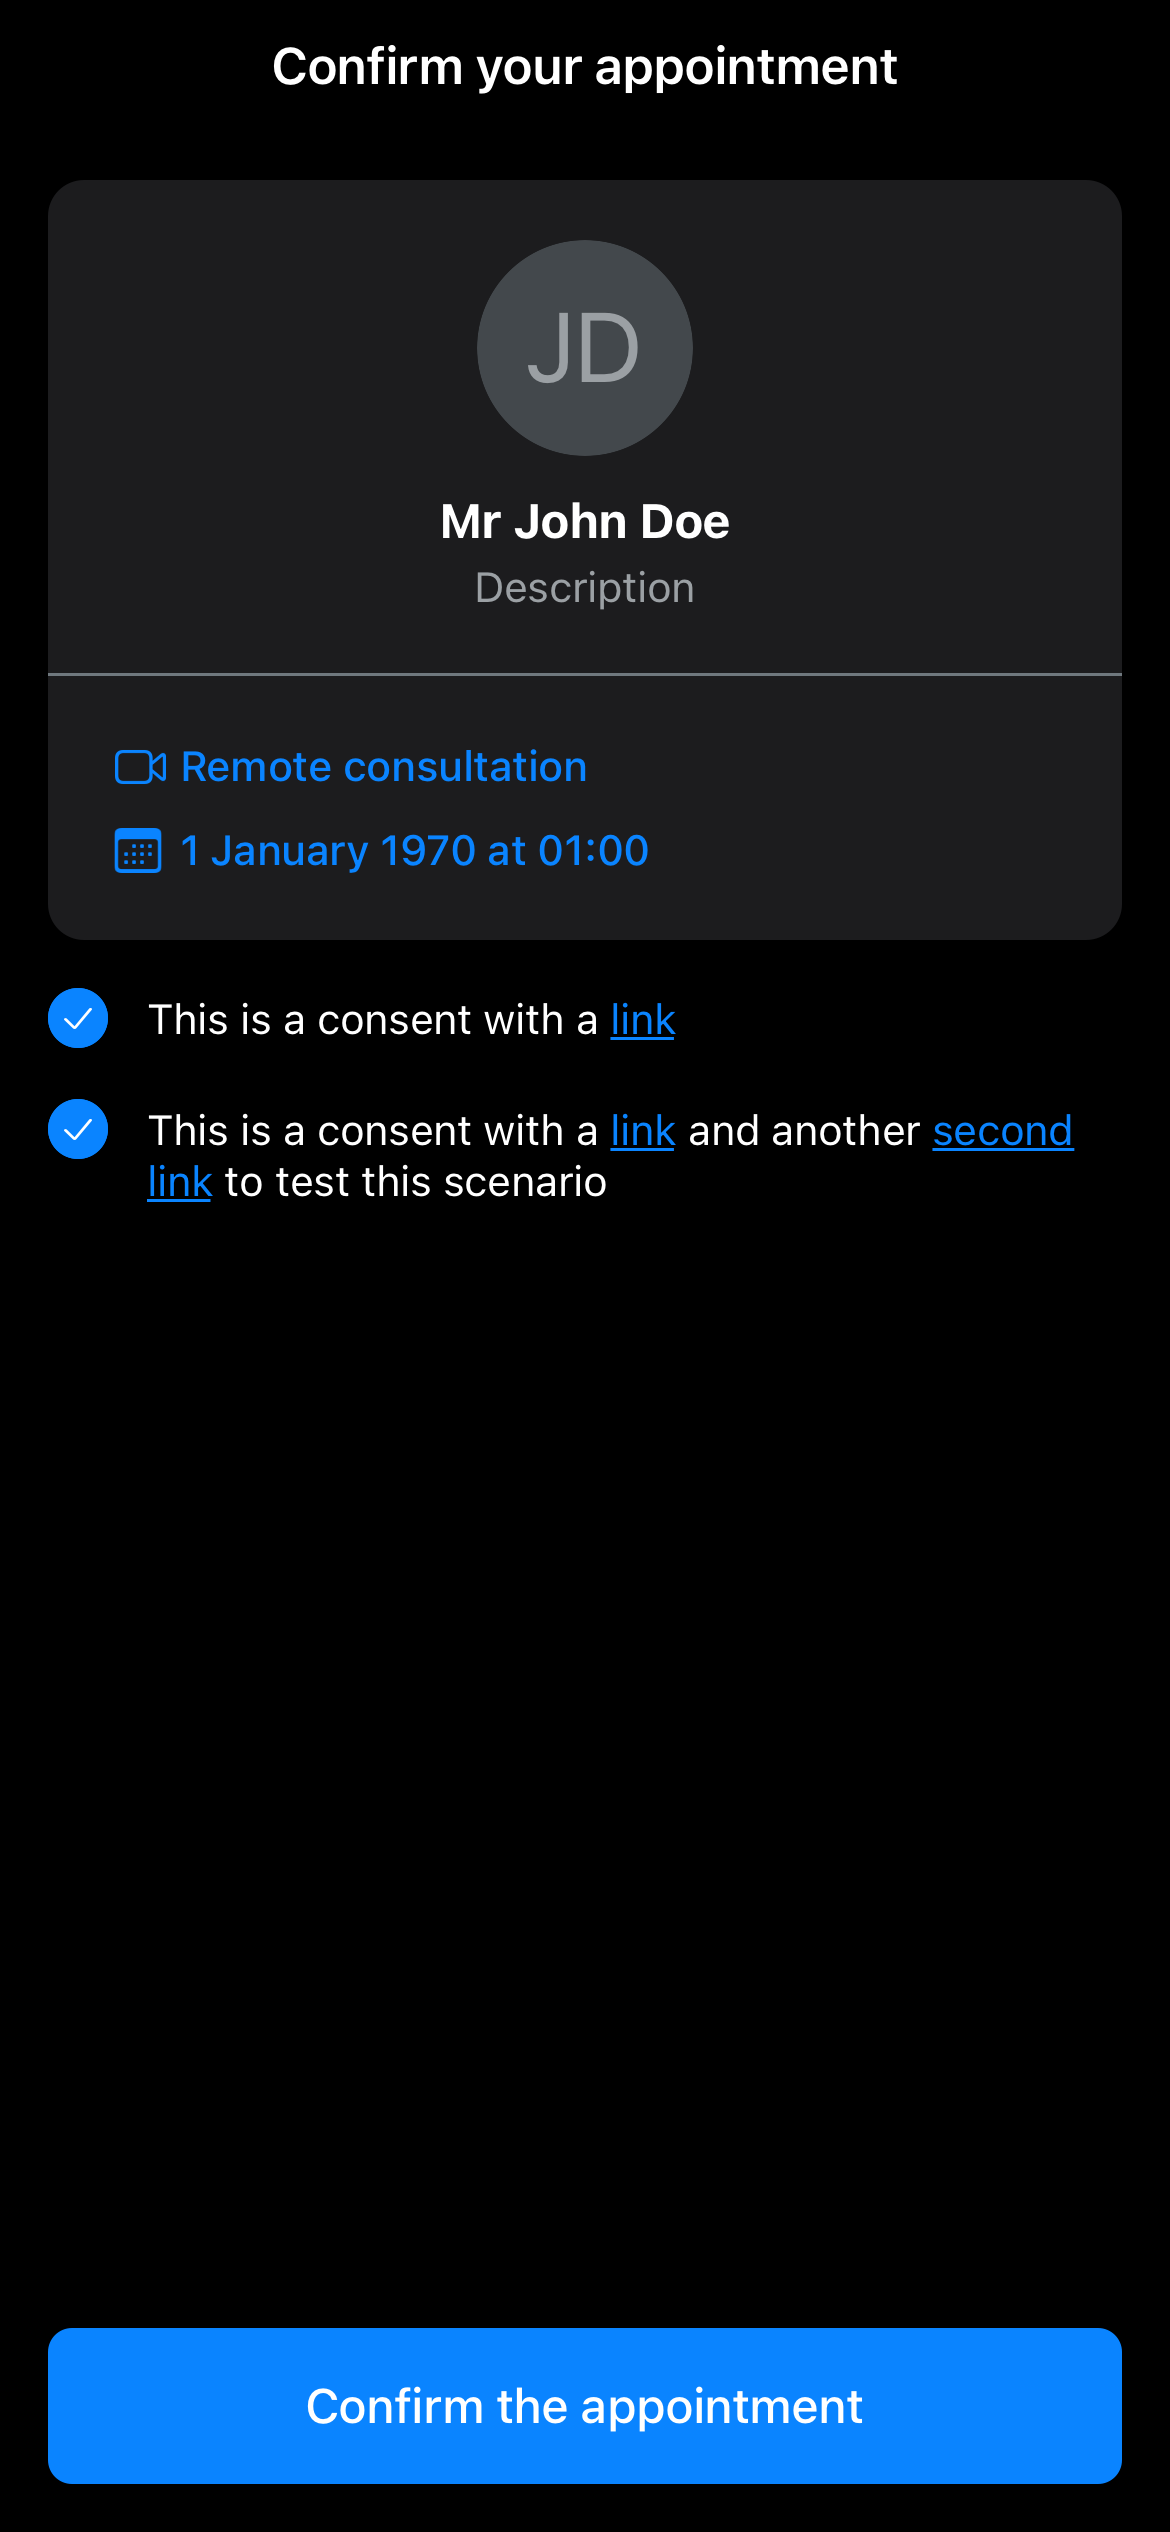 Confirm your appointment
JD
Mr John Doe
Description
Remote consultation
1 January 1970 at 01:00
This is a consent with a link
This is a consent with a link and another second
link to test this scenario
Confirm the appointment